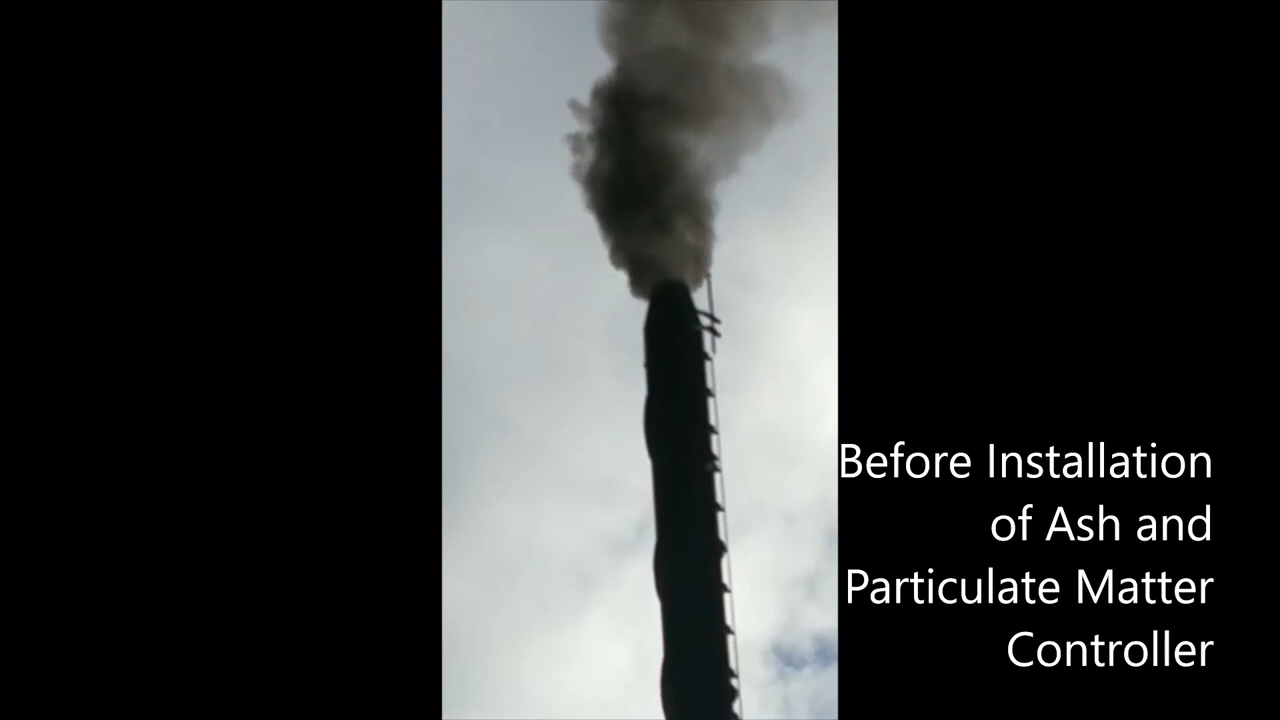 Before Installation
of Ash and
Particulate Matter
Controller